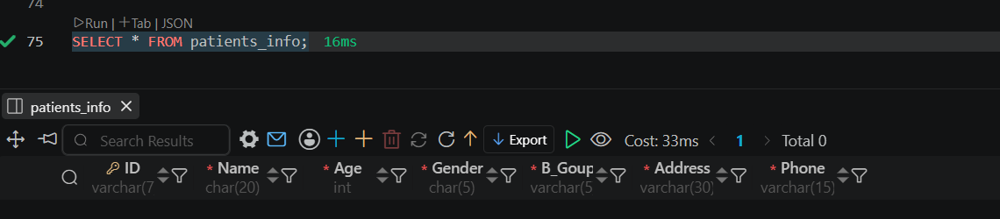 74
Run | Tab | JSON
75 SELECT * FROM patients_info; 16ms
patients_info
Search Results Export Cost: 33ms 1 Total 0
ID * Name * Age * Gender * B_Goup * Address * Phone
varchar(7 char(20) int char(5) varchar(5 varchar(30) varchar(15)